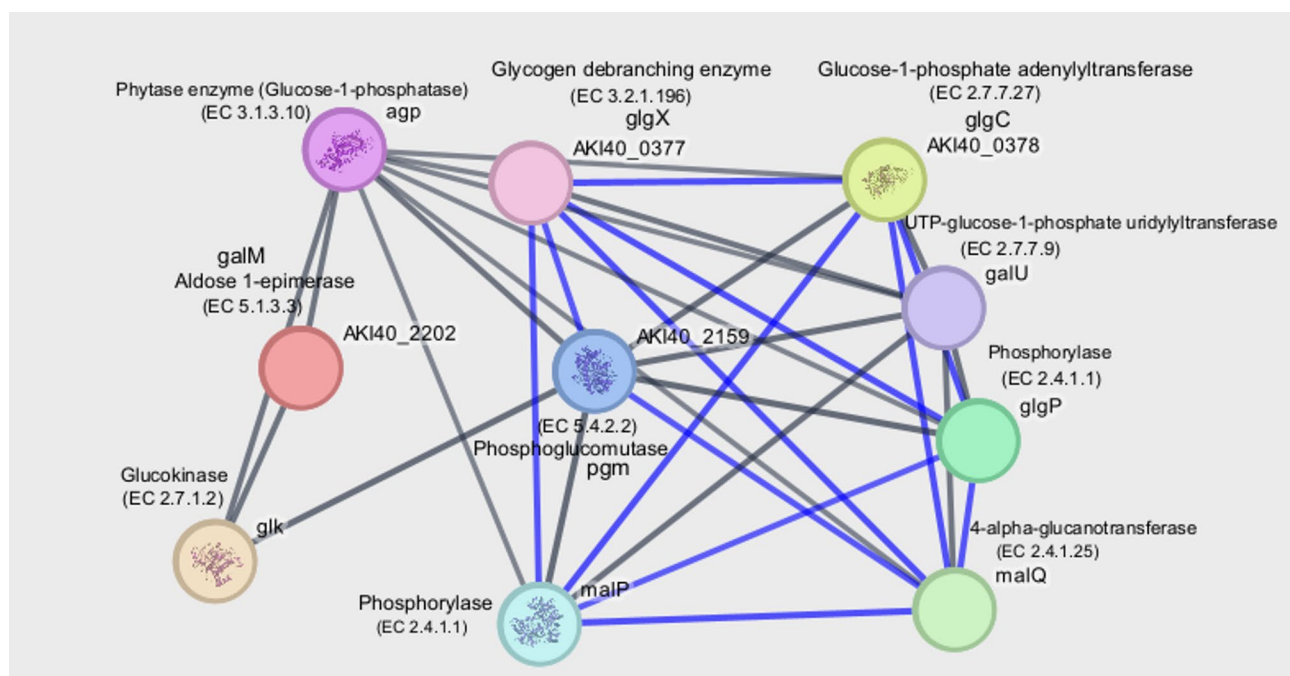 Glycogen debranching enzyme
(EC 3.2.1.196)
glgX
AKI40_0377
Glucose-1-phosphate adenylyltransferase
(EC 2.7.7.27)
glgC
AKI40_0378
Phytase enzyme (Glucose-1-phosphatase)
(EC 3.1.3.10)
agp
UTP-glucose-1-phosphate uridylyltransferase
(EC 2.7.7.9)
galU
galM
Aldose 1-epimerase
(EC 5.1.3.3)
AKI40_2202
AKI40_2159
(EC 5.4.2.2)
Phosphoglucomutase
pgm
Phosphorylase
(EC 2.4.1.1)
glgP
Glucokinase
(EC 2.7.1.2)
glk
4-alpha-glucanotransferase
(EC 2.4.1.25)
malQ
malP
Phosphorylase
(EC 2.4.1.1)